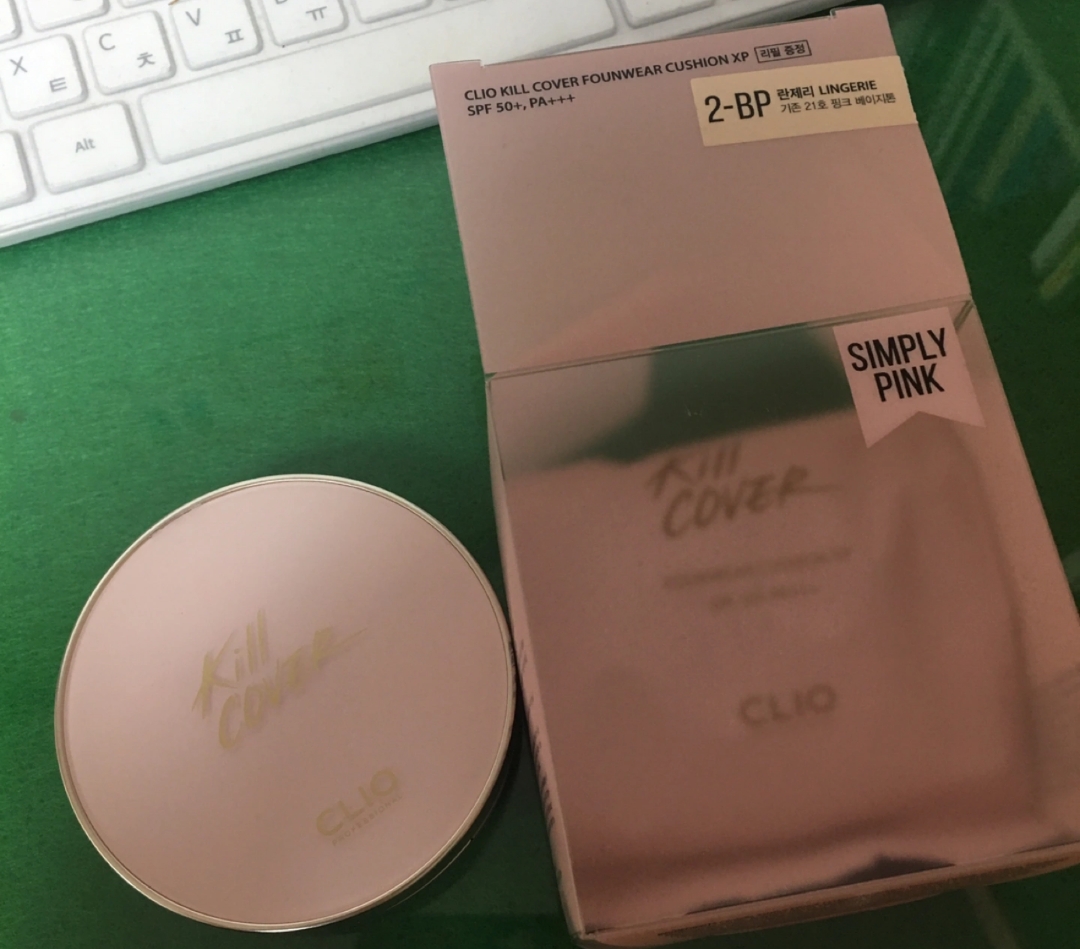 X
ㅌ
C
ㅊ
V
ㅍ
ㅠ
Alt
CLIO KILL COVER FOUNWEAR CUSHION XP 리필 증정
SPF 50+, PA+++
2-BP 란제리 LINGERIE
기존 21호 핑크 베이지톤
SIMPLY
PINK
Kill
COVER
CLIO
Kill
COVER
CLIO
PROFESSIONAL